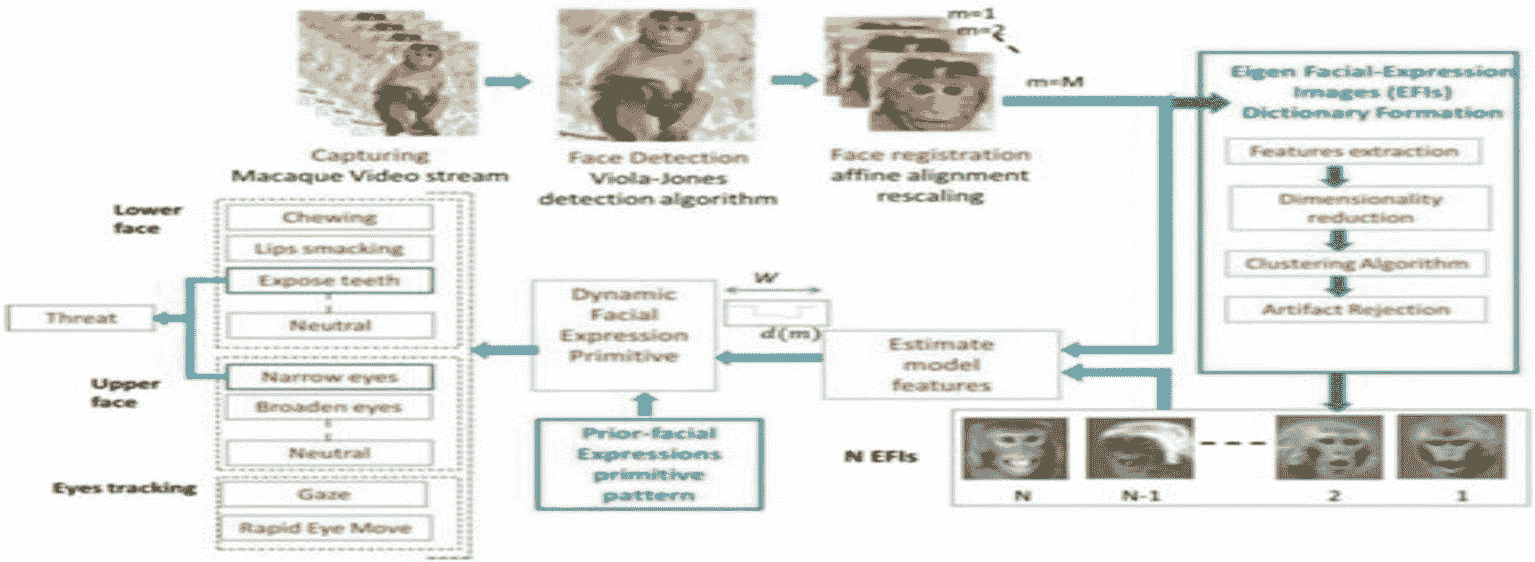 m=1
m=2
m=M
Capturing
Macaque Video stream
Face Detection
Viola-Jones
detection algorithm
Face registration
affine alignment
rescaling
Eigen Facial-Expression
Images (EFIs)
Dictionary Formation
Features extraction
Dimensionality
reduction
Clustering Algorithm
Artifact Rejection
Lower
face
Chewing
Lips smacking
Expose teeth
Neutral
Threat
Upper
face
Narrow eyes
Broaden eyes
Neutral
Eyes tracking
Gaze
Rapid Eye Move
Dynamic
Facial
Expression
Primitive
W
d(m)
Estimate
model
features
Prior-facial
Expressions
primitive
pattern
N EFIs
N
N-1
2
1